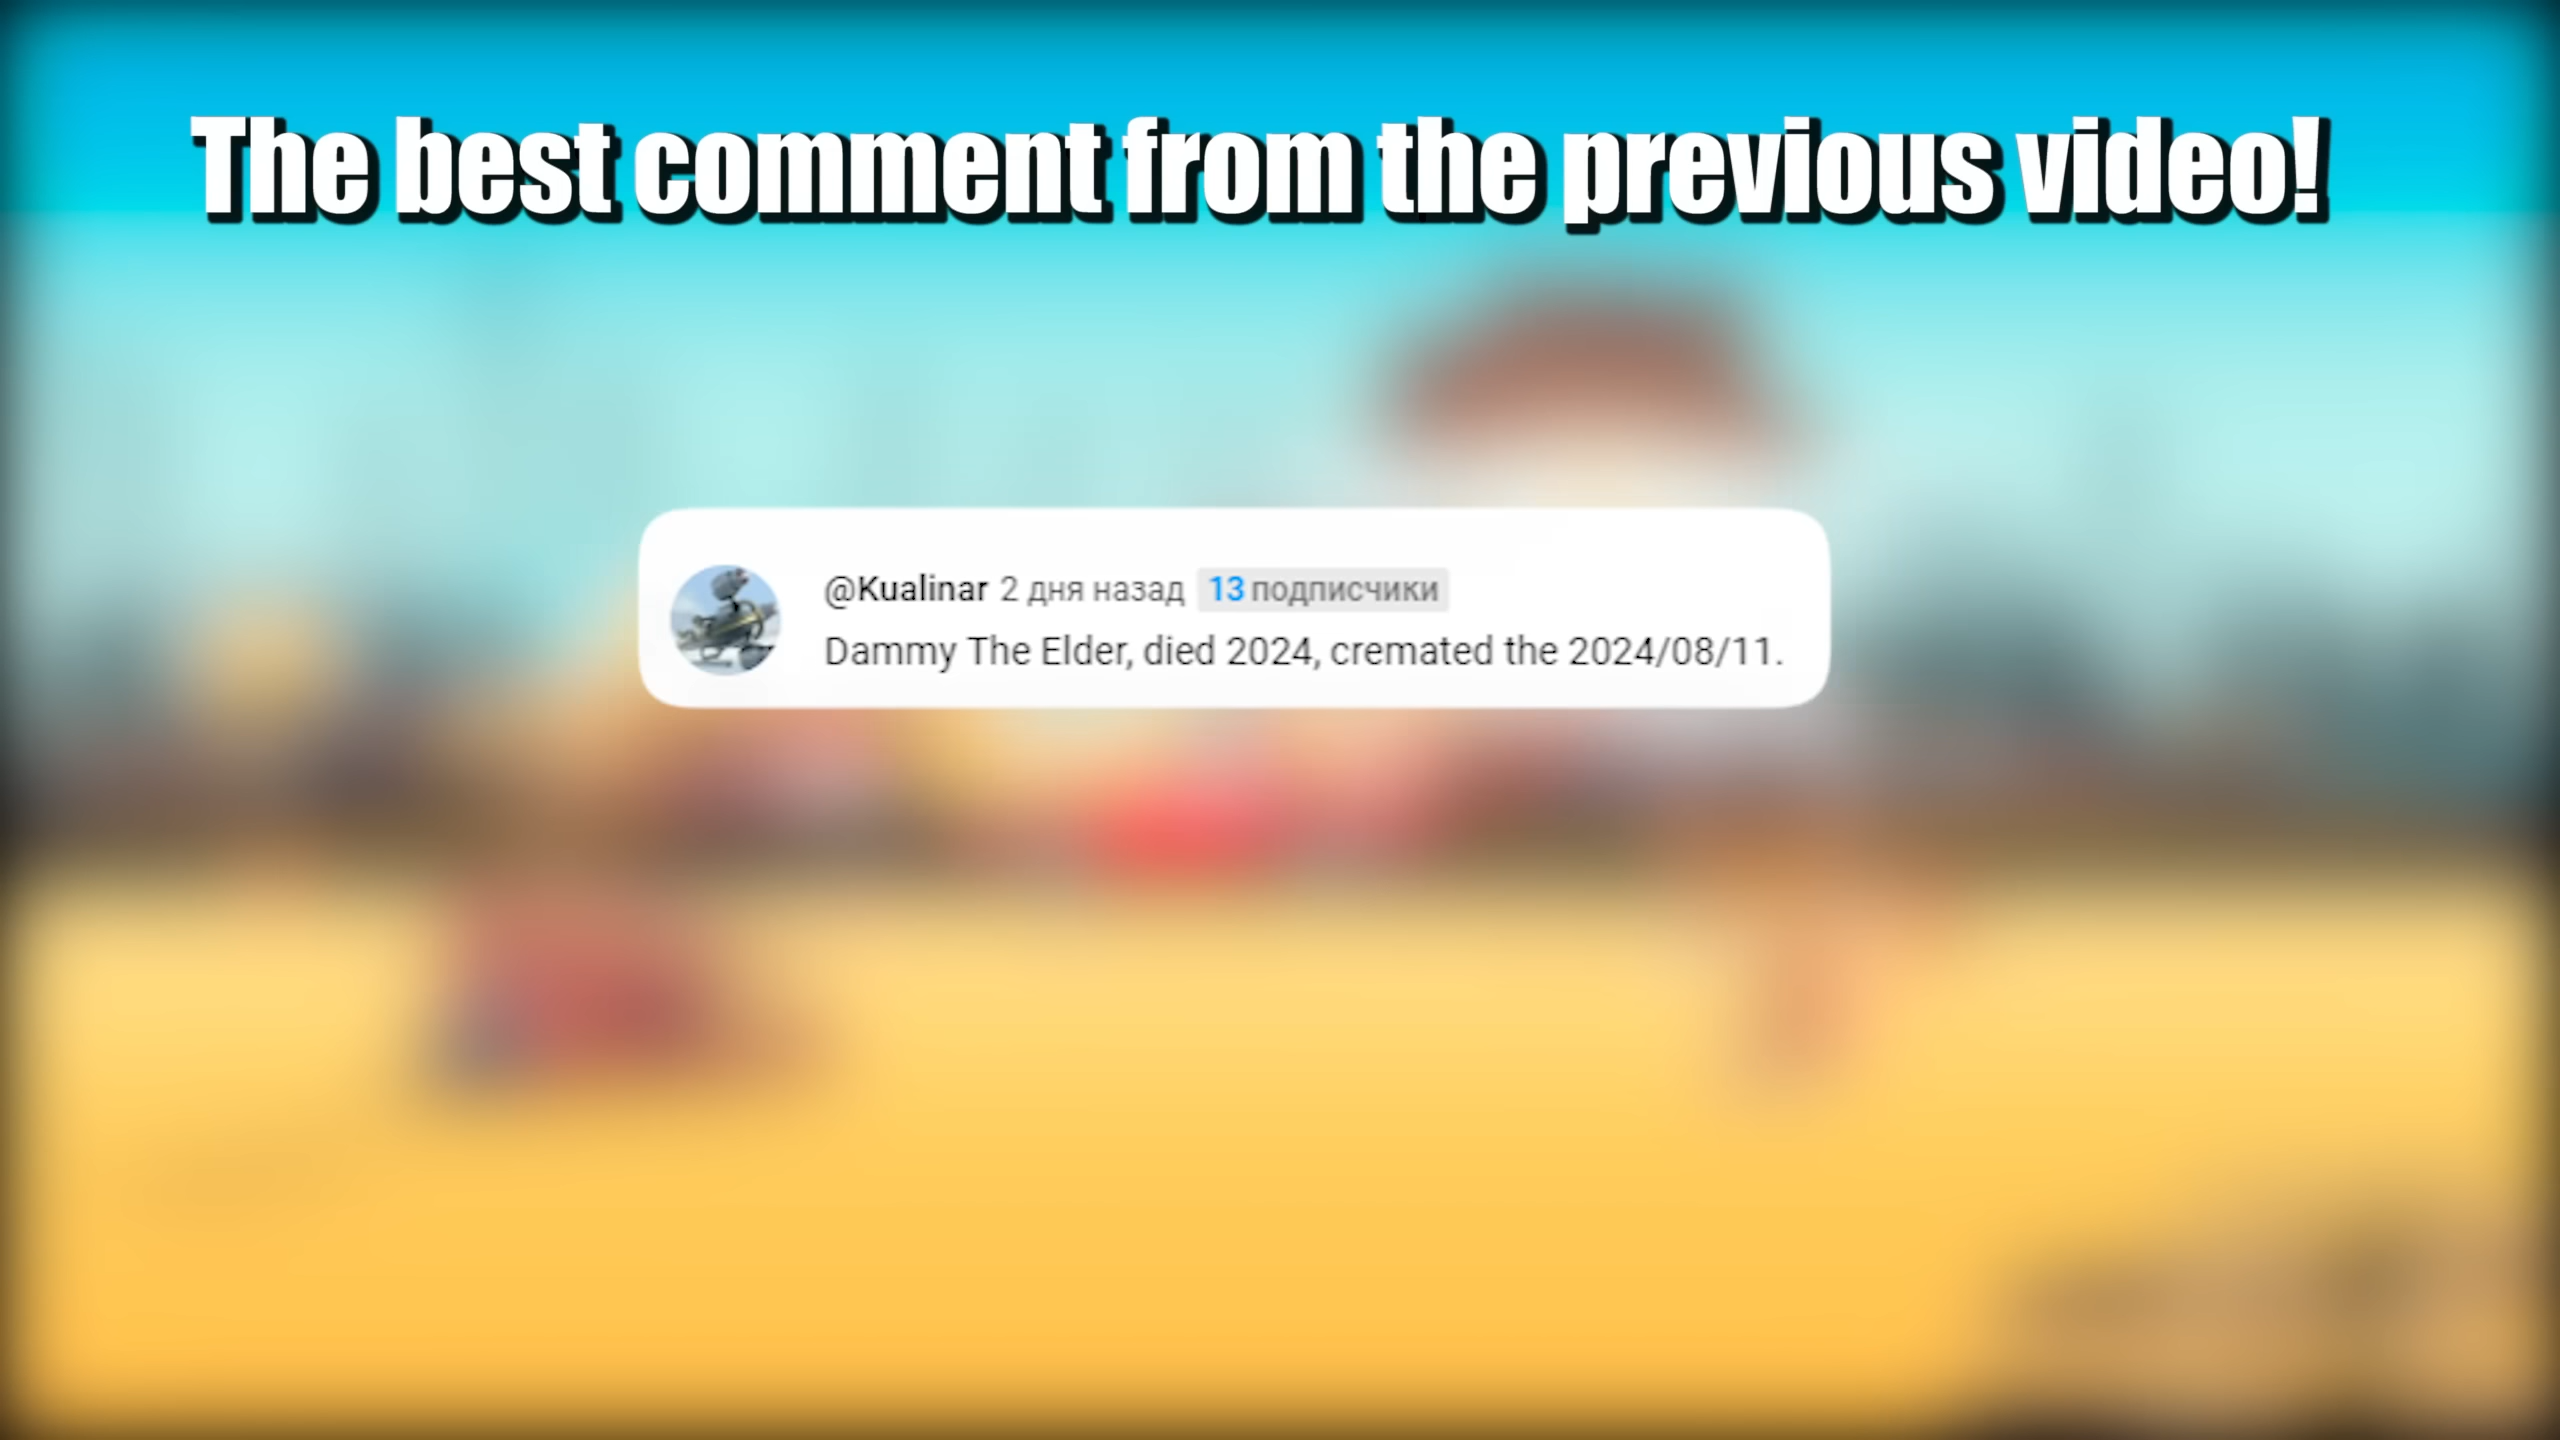 The best comment from the previous video!
@Kualinar 2 дня назад 13 подписчики
Dammy The Elder, died 2024, cremated the 2024/08/11.